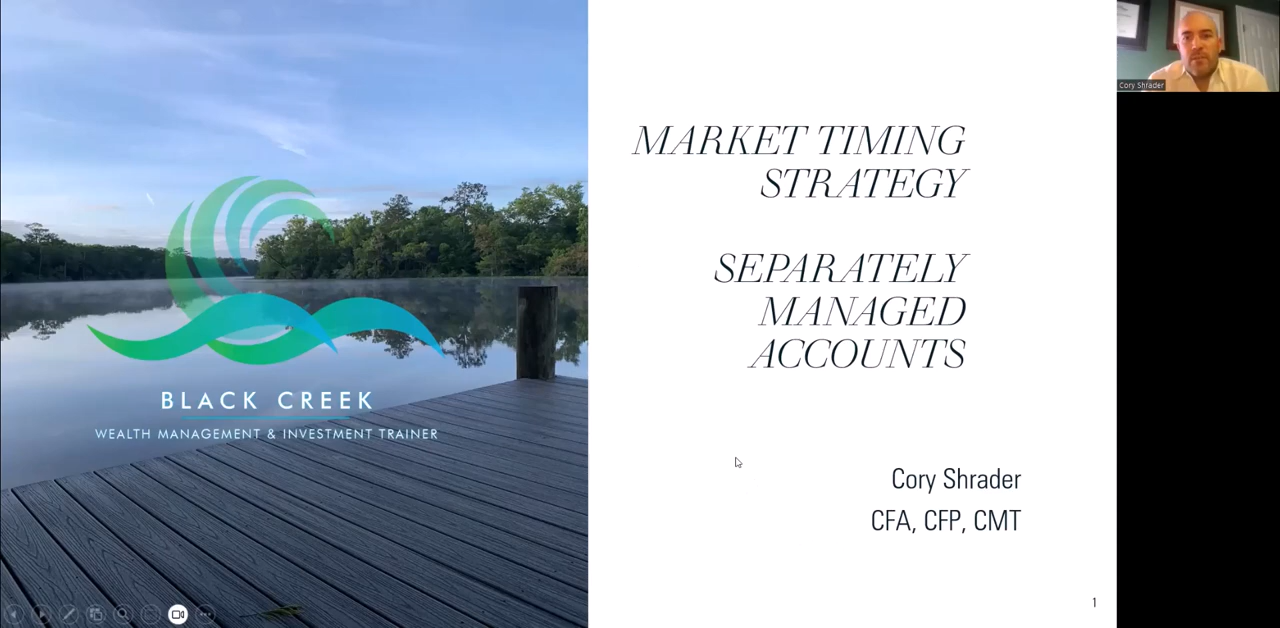 BLACK CREEK
WEALTH MANAGEMENT & INVESTMENT TRAINER
MARKET TIMING
STRATEGY
SEPARATELY
MANAGED
ACCOUNTS
Cory Shrader
CFA, CFP, CMT
1
Cory Shrader